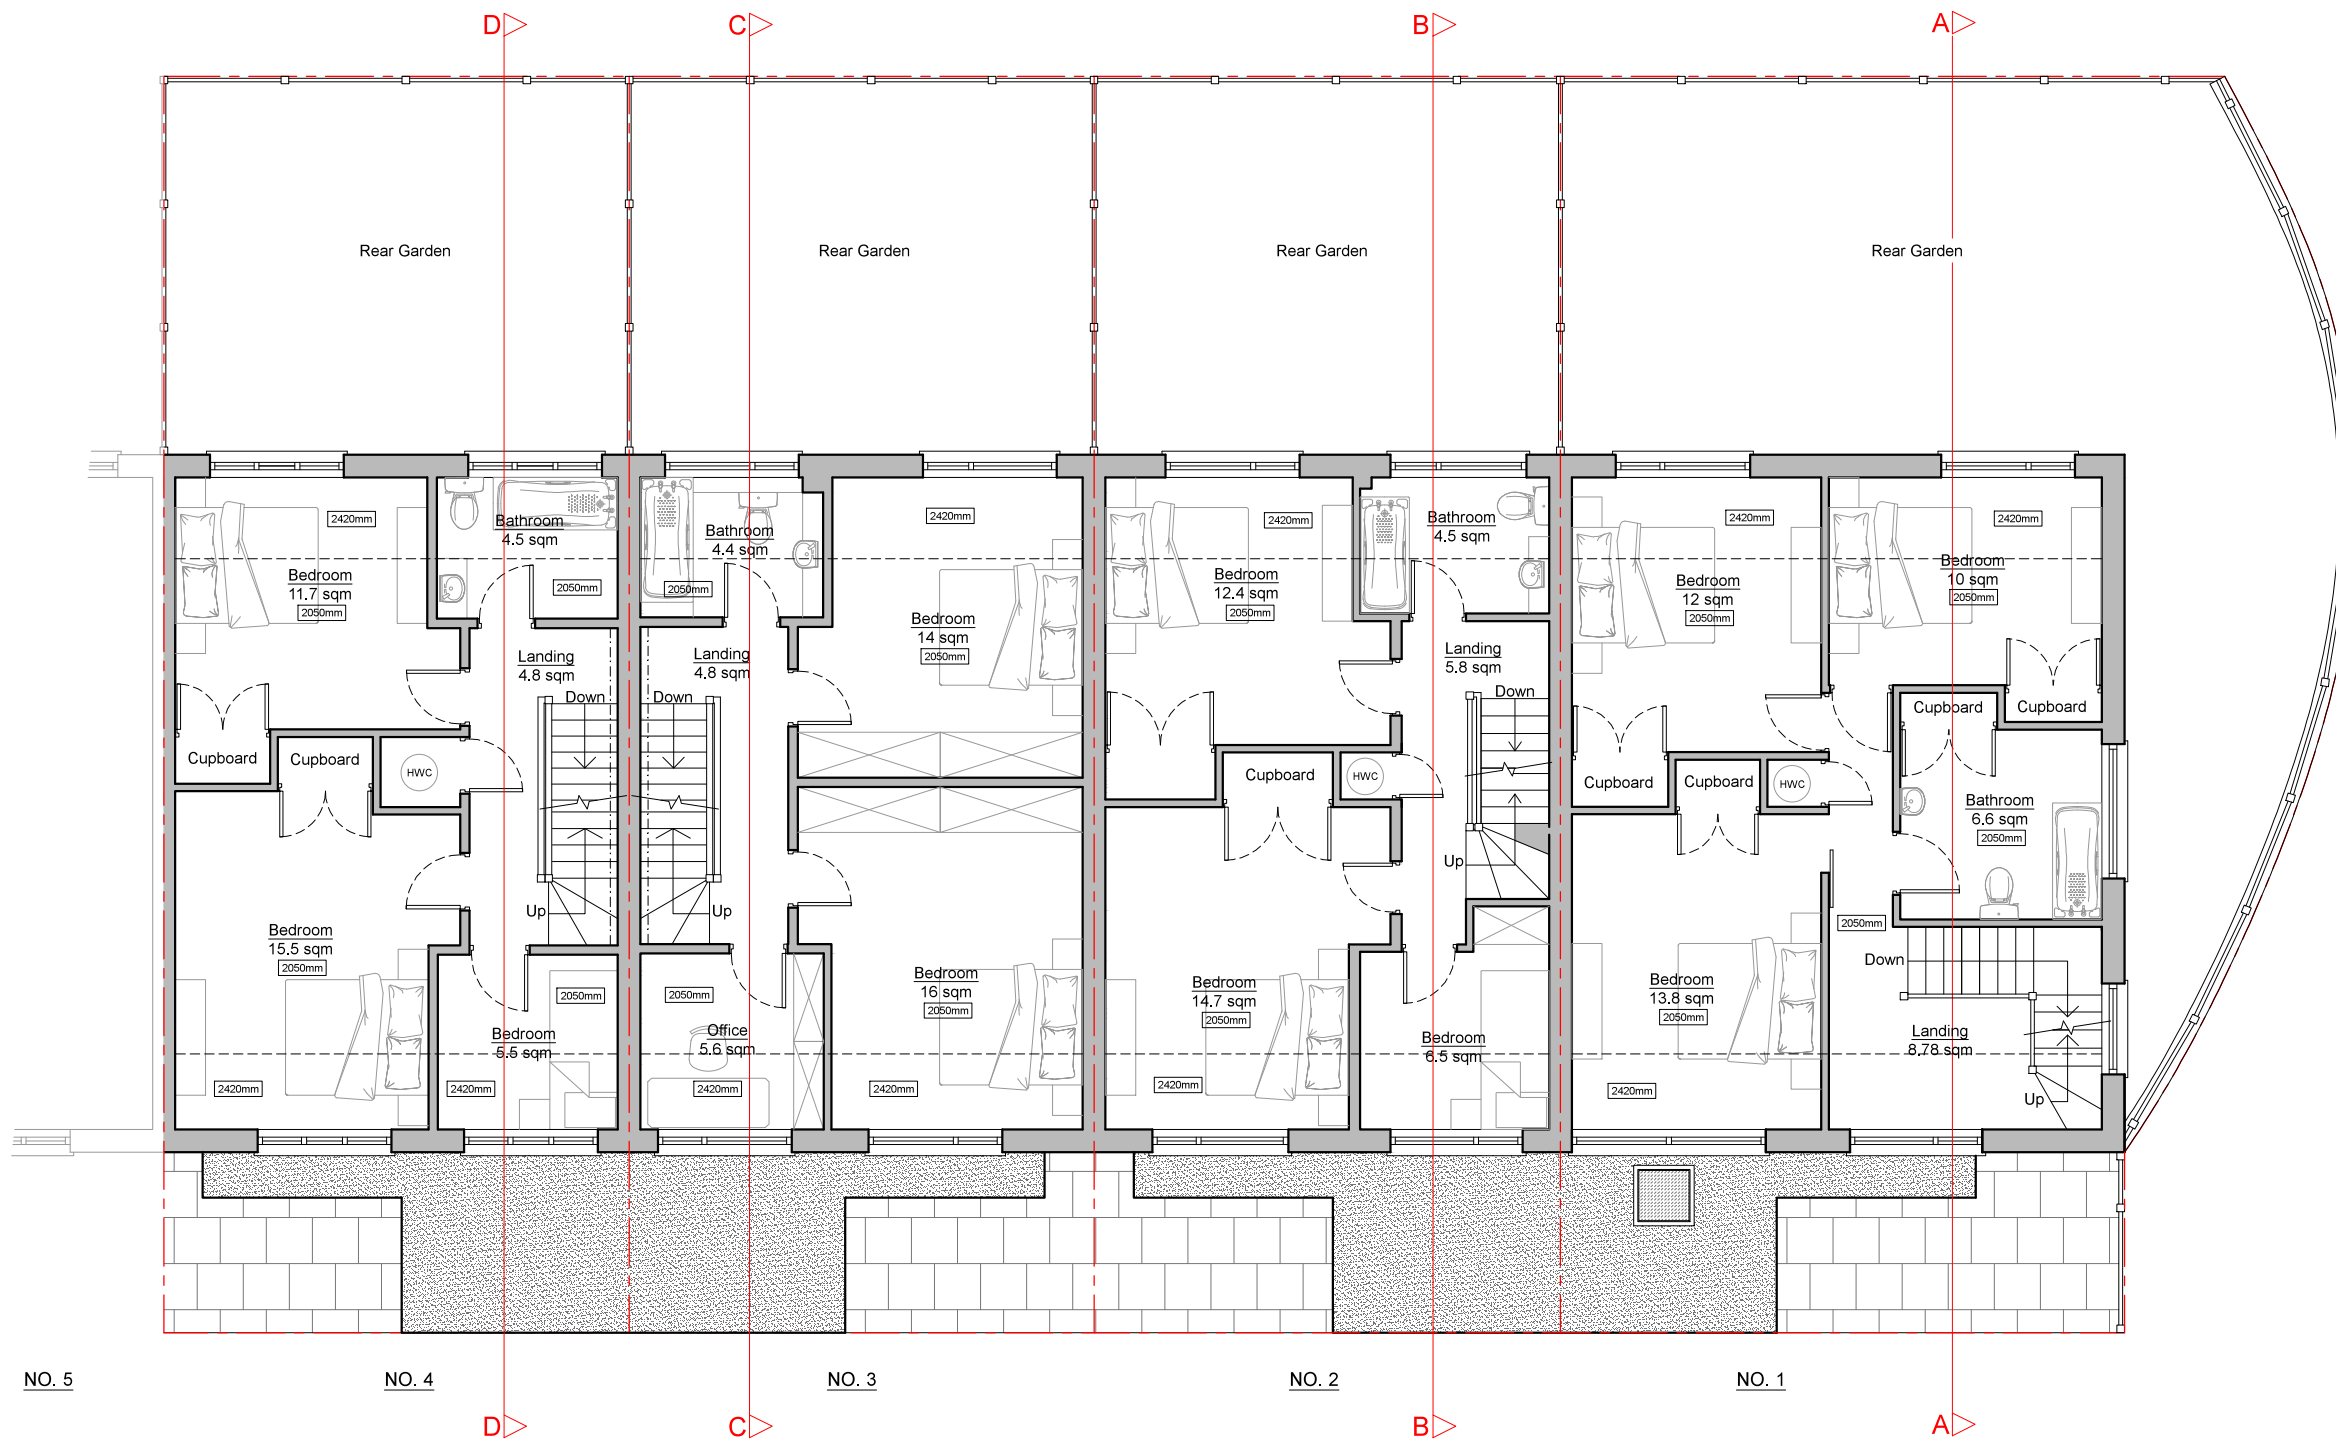 D
C
B
A
Rear Garden
Rear Garden
Rear Garden
Rear Garden
2420mm
Bathroom
4.5 sqm
Bedroom
11.7 sqm
2050mm
2050mm
Landing
4.8 sqm
Down
Cupboard
Cupboard
HWC
Up
Bedroom
15.5 sqm
2050mm
2420mm
2050mm
Bedroom
5.5 sqm
2420mm
Bathroom
4.4 sqm
2050mm
2420mm
Bedroom
14 sqm
2050mm
Landing
4.8 sqm
Down
Up
2050mm
Office
5.6 sqm
2420mm
Bedroom
16 sqm
2050mm
2420mm
2420mm
Bedroom
12.4 sqm
2050mm
Bathroom
4.5 sqm
Landing
5.8 sqm
Down
Cupboard
HWC
Up
Bedroom
14.7 sqm
2050mm
2420mm
Bedroom
6.5 sqm
2420mm
Bedroom
12 sqm
2050mm
2420mm
Bedroom
10 sqm
2050mm
Cupboard
Cupboard
Cupboard
Cupboard
HWC
Bathroom
6.6 sqm
2050mm
2050mm
Down
Bedroom
13.8 sqm
2050mm
2420mm
Landing
8.78 sqm
Up
NO. 5
NO. 4
NO. 3
NO. 2
NO. 1
D
C
B
A